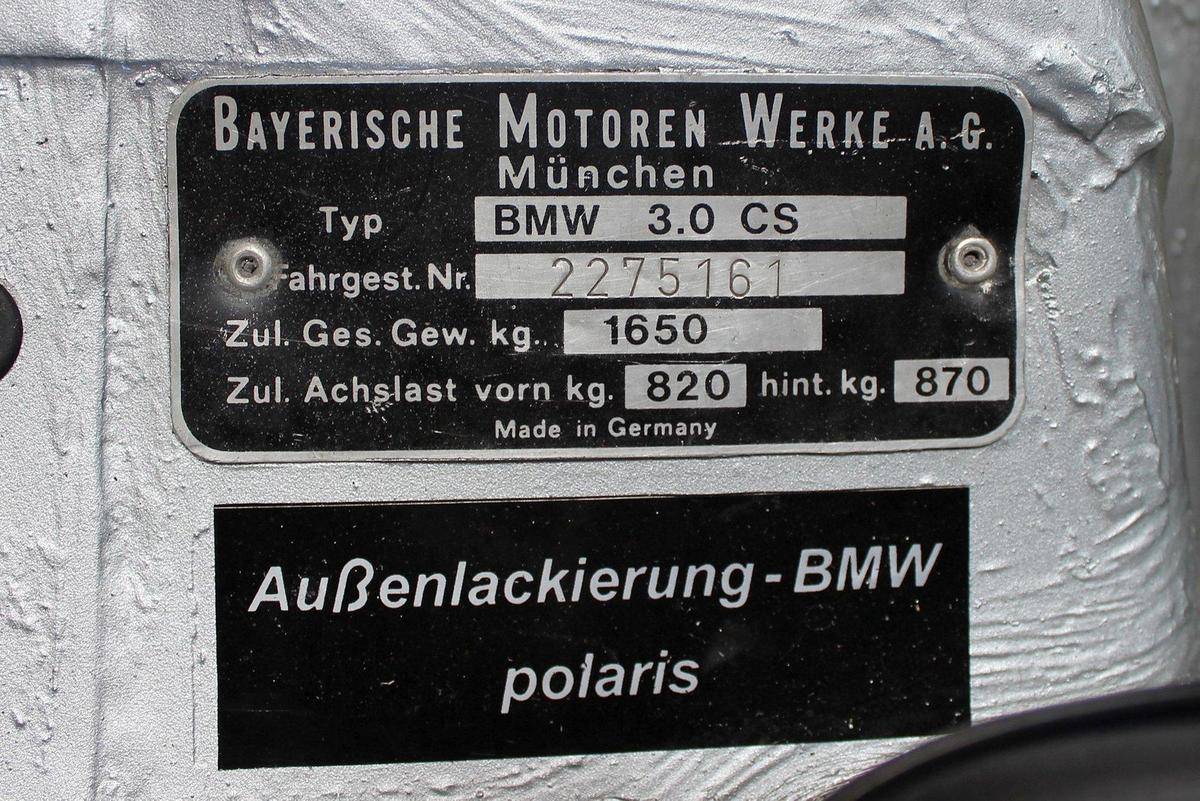 BAYERISCHE MOTOREN WERKE A.G.
München
Typ BMW 3.0 CS
Fahrgest. Nr. 2275161
Zul. Ges. Gew. kg.. 1650
Zul. Achslast vorn kg. 820 hint. kg. 870
Made in Germany
Außenlackierung - BMW
polaris